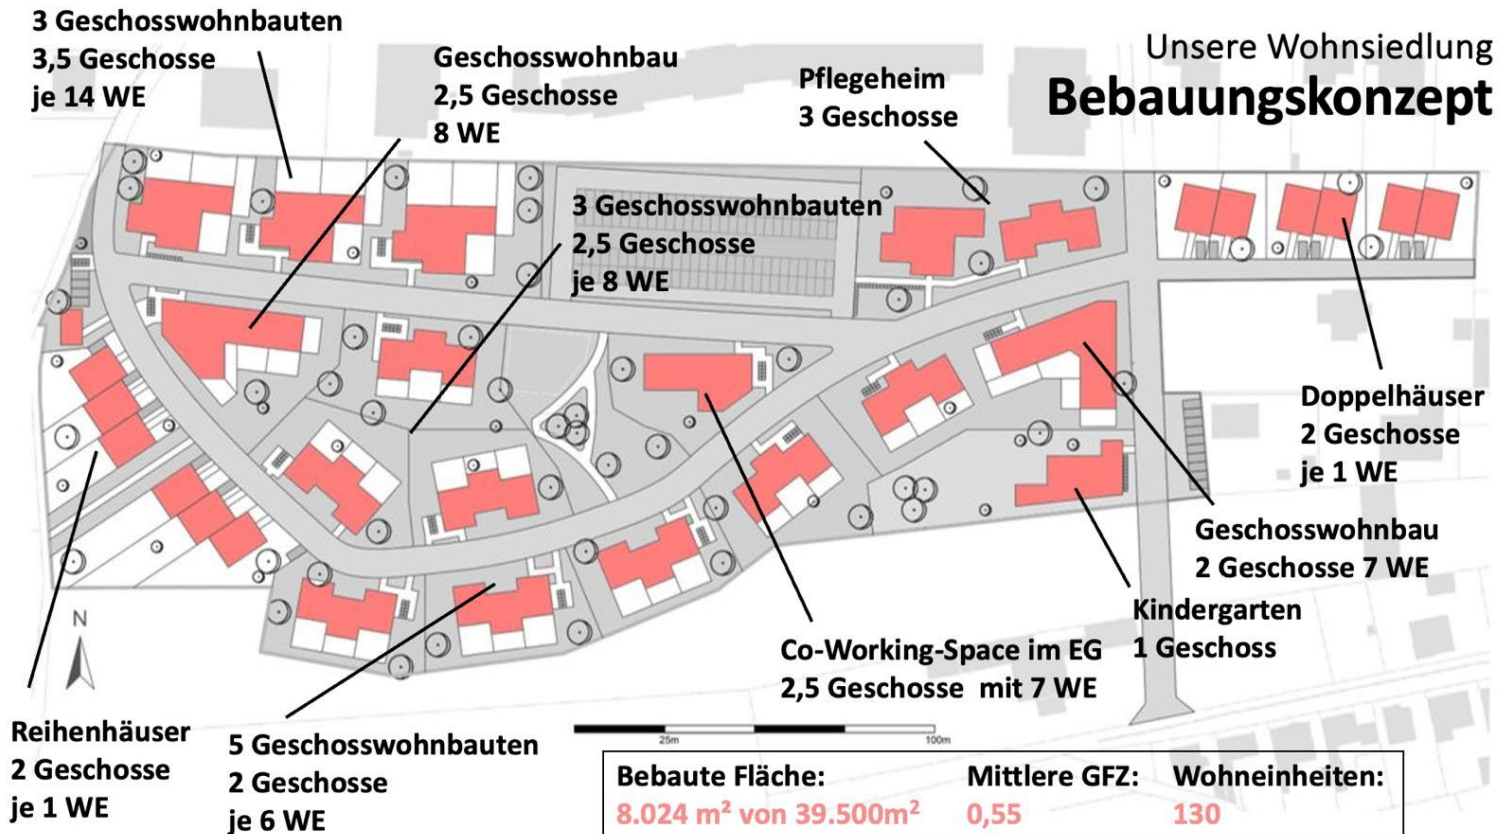 Unsere Wohnsiedlung
Bebauungskonzept
3 Geschosswohnbauten
3,5 Geschosse
je 14 WE
Geschosswohnbau
2,5 Geschosse
8 WE
Pflegeheim
3 Geschosse
3 Geschosswohnbauten
2,5 Geschosse
je 8 WE
Doppelhäuser
2 Geschosse
je 1 WE
Geschosswohnbau
2 Geschosse 7 WE
Kindergarten
1 Geschoss
Co-Working-Space im EG
2,5 Geschosse mit 7 WE
N
Reihenhäuser
2 Geschosse
je 1 WE
5 Geschosswohnbauten
2 Geschosse
je 6 WE
25m
100m
Bebaute Fläche: Mittlere GFZ: Wohneinheiten:
8.024 m² von 39.500m² 0,55 130